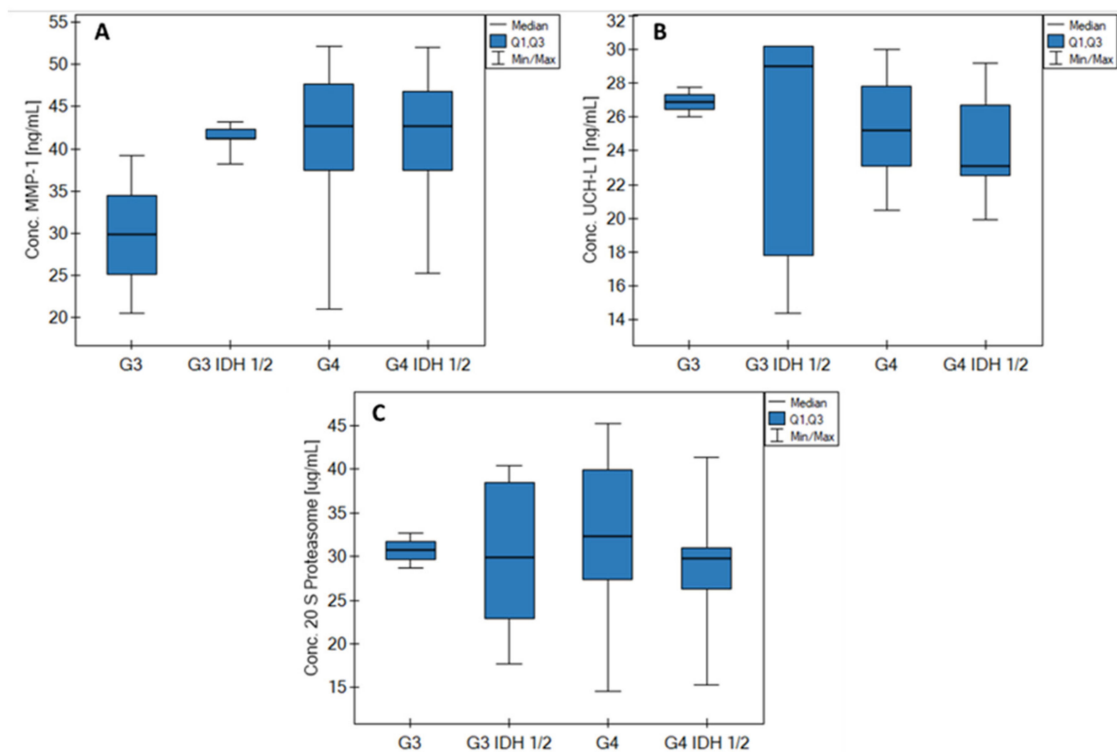 A
Conc. MMP-1 [ng/mL]
55
50
45
40
35
30
25
20
G3 G3 IDH 1/2 G4 G4 IDH 1/2
Median
Q1,Q3
Min/Max
B
Conc. UCH-L1 [ng/mL]
32
30
28
26
24
22
20
18
16
14
G3 G3 IDH 1/2 G4 G4 IDH 1/2
Median
Q1,Q3
Min/Max
C
Conc. 20 S Proteasome [ug/mL]
45
40
35
30
25
20
15
G3 G3 IDH 1/2 G4 G4 IDH 1/2
Median
Q1,Q3
Min/Max